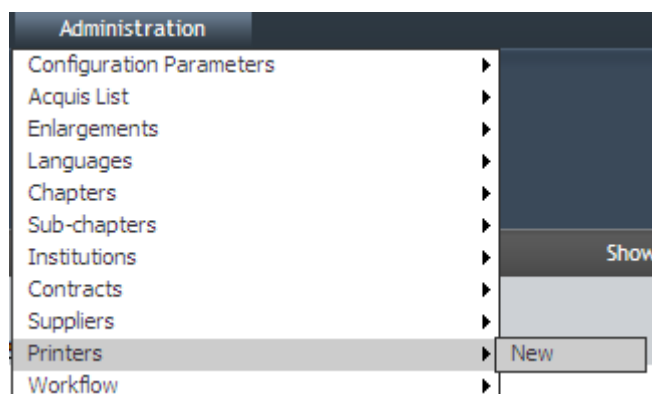 Administration
Configuration Parameters
Acquis List
Enlargements
Languages
Chapters
Sub-chapters
Institutions
Show
Contracts
Suppliers
Printers
New
Workflow